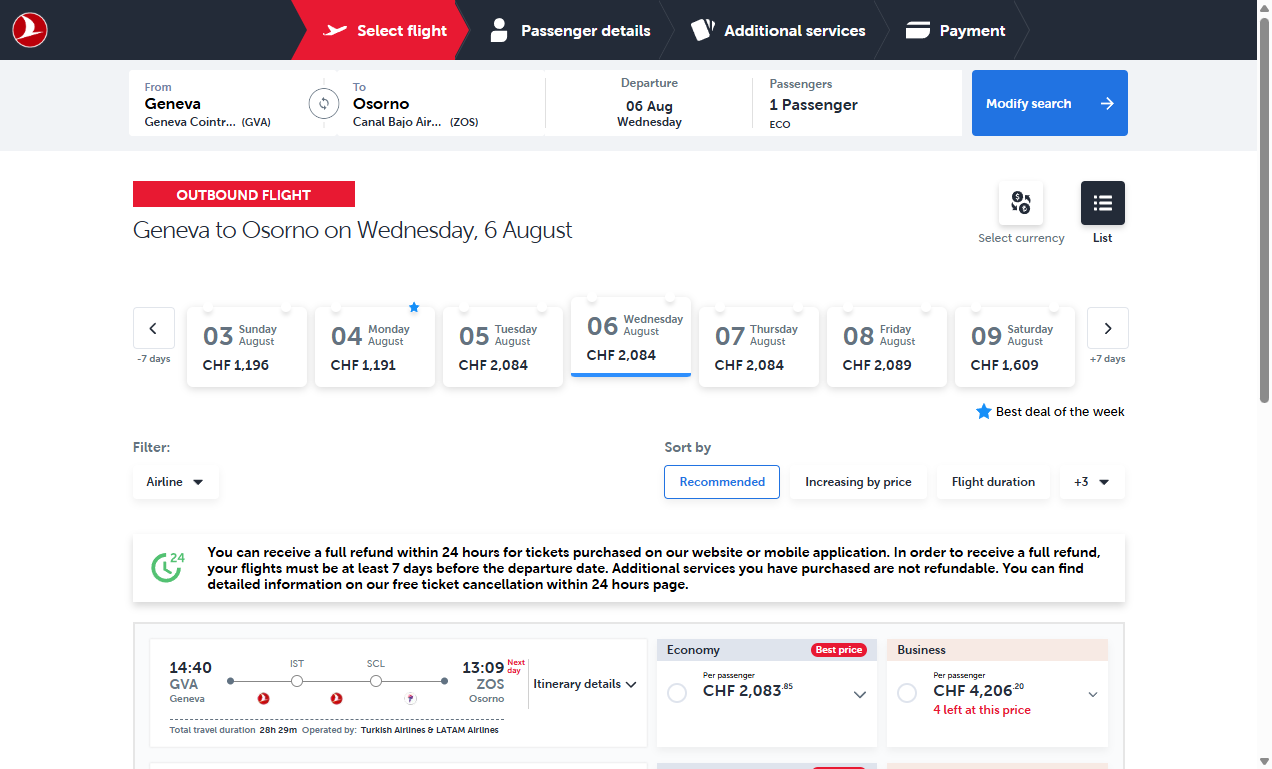 Select flight
Passenger details
Additional services
Payment
From
Geneva
Geneva Cointr... (GVA)
To
Osorno
Canal Bajo Air... (ZOS)
Departure
06 Aug
Wednesday
Passengers
1 Passenger
ECO
Modify search
OUTBOUND FLIGHT
Geneva to Osorno on Wednesday, 6 August
Select currency
List
-7 days
03 Sunday August
CHF 1,196
04 Monday August
CHF 1,191
05 Tuesday August
CHF 2,084
06 Wednesday August
CHF 2,084
07 Thursday August
CHF 2,084
08 Friday August
CHF 2,089
09 Saturday August
CHF 1,609
+7 days
Best deal of the week
Filter:
Airline
Sort by
Recommended
Increasing by price
Flight duration
+3
24
You can receive a full refund within 24 hours for tickets purchased on our website or mobile application. In order to receive a full refund,
your flights must be at least 7 days before the departure date. Additional services you have purchased are not refundable. You can find
detailed information on our free ticket cancellation within 24 hours page.
14:40
GVA
Geneva
IST
SCL
13:09 Next day
ZOS
Osorno
Itinerary details
Total travel duration 28h 29m Operated by: Turkish Airlines & LATAM Airlines
Economy
Best price
Per passenger
CHF 2,083.85
Business
Per passenger
CHF 4,206.20
4 left at this price